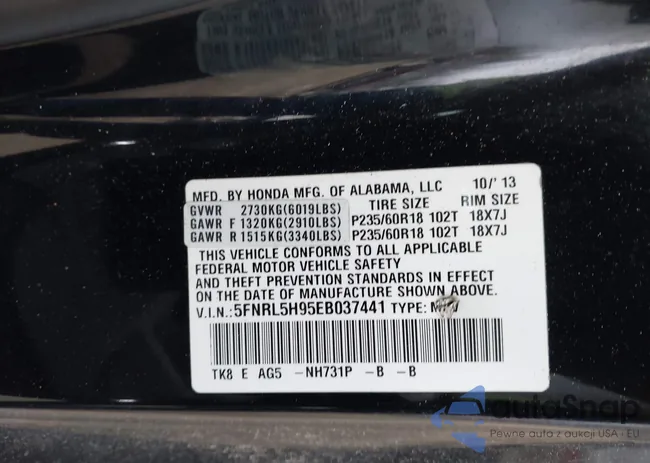 MFD. BY HONDA MFG. OF ALABAMA, LLC 10/'13
TIRE SIZE RIM SIZE
GVWR 2730KG(6019LBS)
GAWR F 1320KG(2910LBS) P235/60R18 102T 18X7J
GAWR R 1515KG(3340LBS) P235/60R18 102T 18X7J
THIS VEHICLE CONFORMS TO ALL APPLICABLE
FEDERAL MOTOR VEHICLE SAFETY
AND THEFT PREVENTION STANDARDS IN EFFECT
ON THE DATE OF MANUFACTURE SHOWN ABOVE.
V.I.N.:5FNRL5H95EB037441 TYPE:
TK8 E AG5 -NH731P -B -B
autoSnap
Pewne auta z aukcji USA · EU